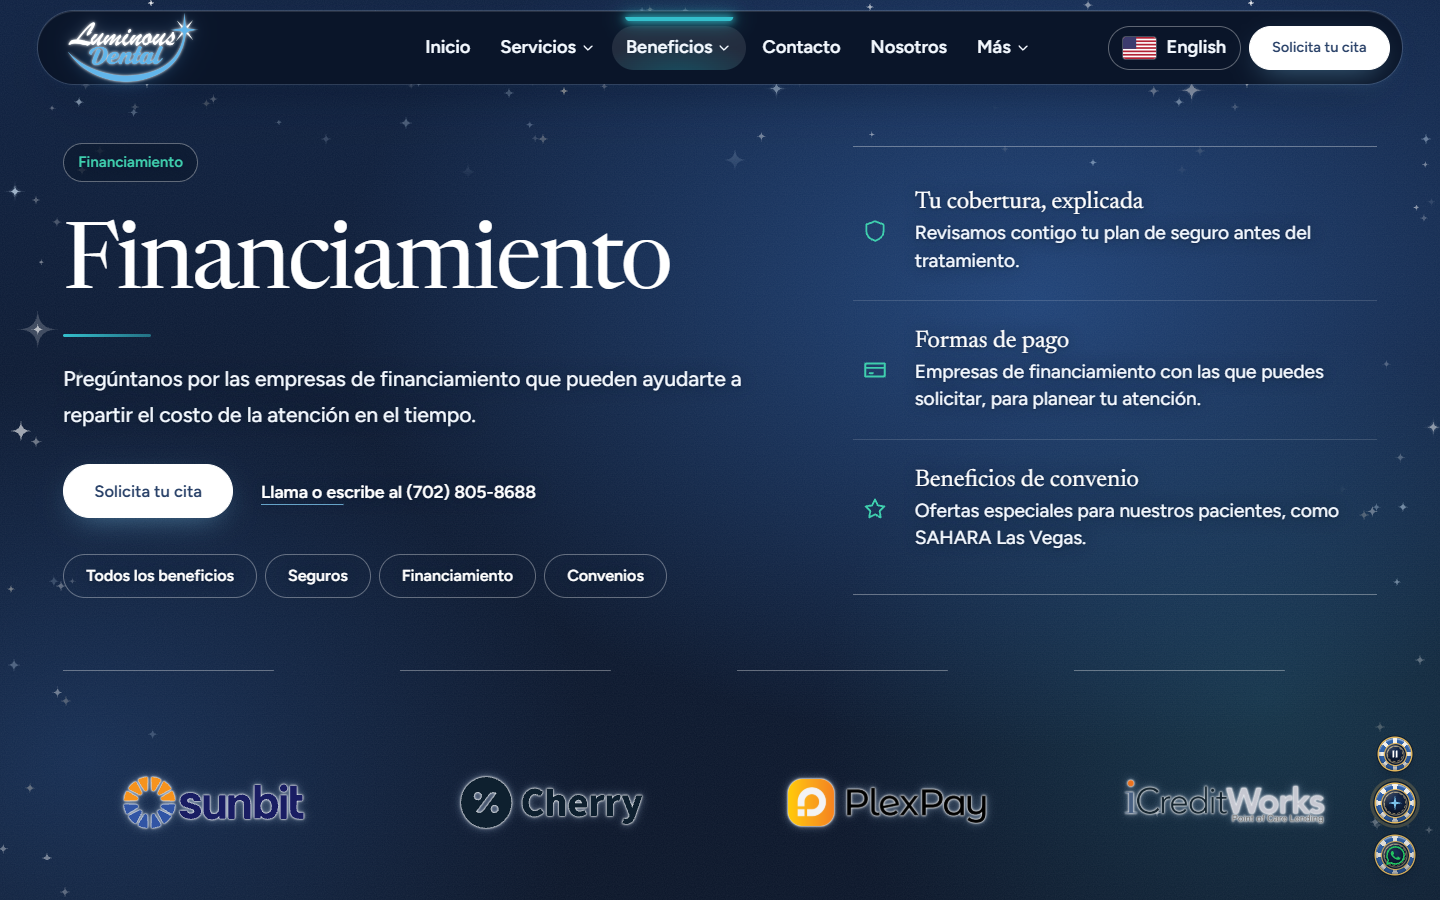 Luminous
Dental
Inicio
Servicios
Beneficios
Contacto
Nosotros
Más
English
Solicita tu cita
Financiamiento
Financiamiento
Pregúntanos por las empresas de financiamiento que pueden ayudarte a
repartir el costo de la atención en el tiempo.
Solicita tu cita
Llama o escribe al (702) 805-8688
Todos los beneficios
Seguros
Financiamiento
Convenios
Tu cobertura, explicada
Revisamos contigo tu plan de seguro antes del
tratamiento.
Formas de pago
Empresas de financiamiento con las que puedes
solicitar, para planear tu atención.
Beneficios de convenio
Ofertas especiales para nuestros pacientes, como
SAHARA Las Vegas.
sunbit
Cherry
PlexPay
iCreditWorks
Point of Care Lending